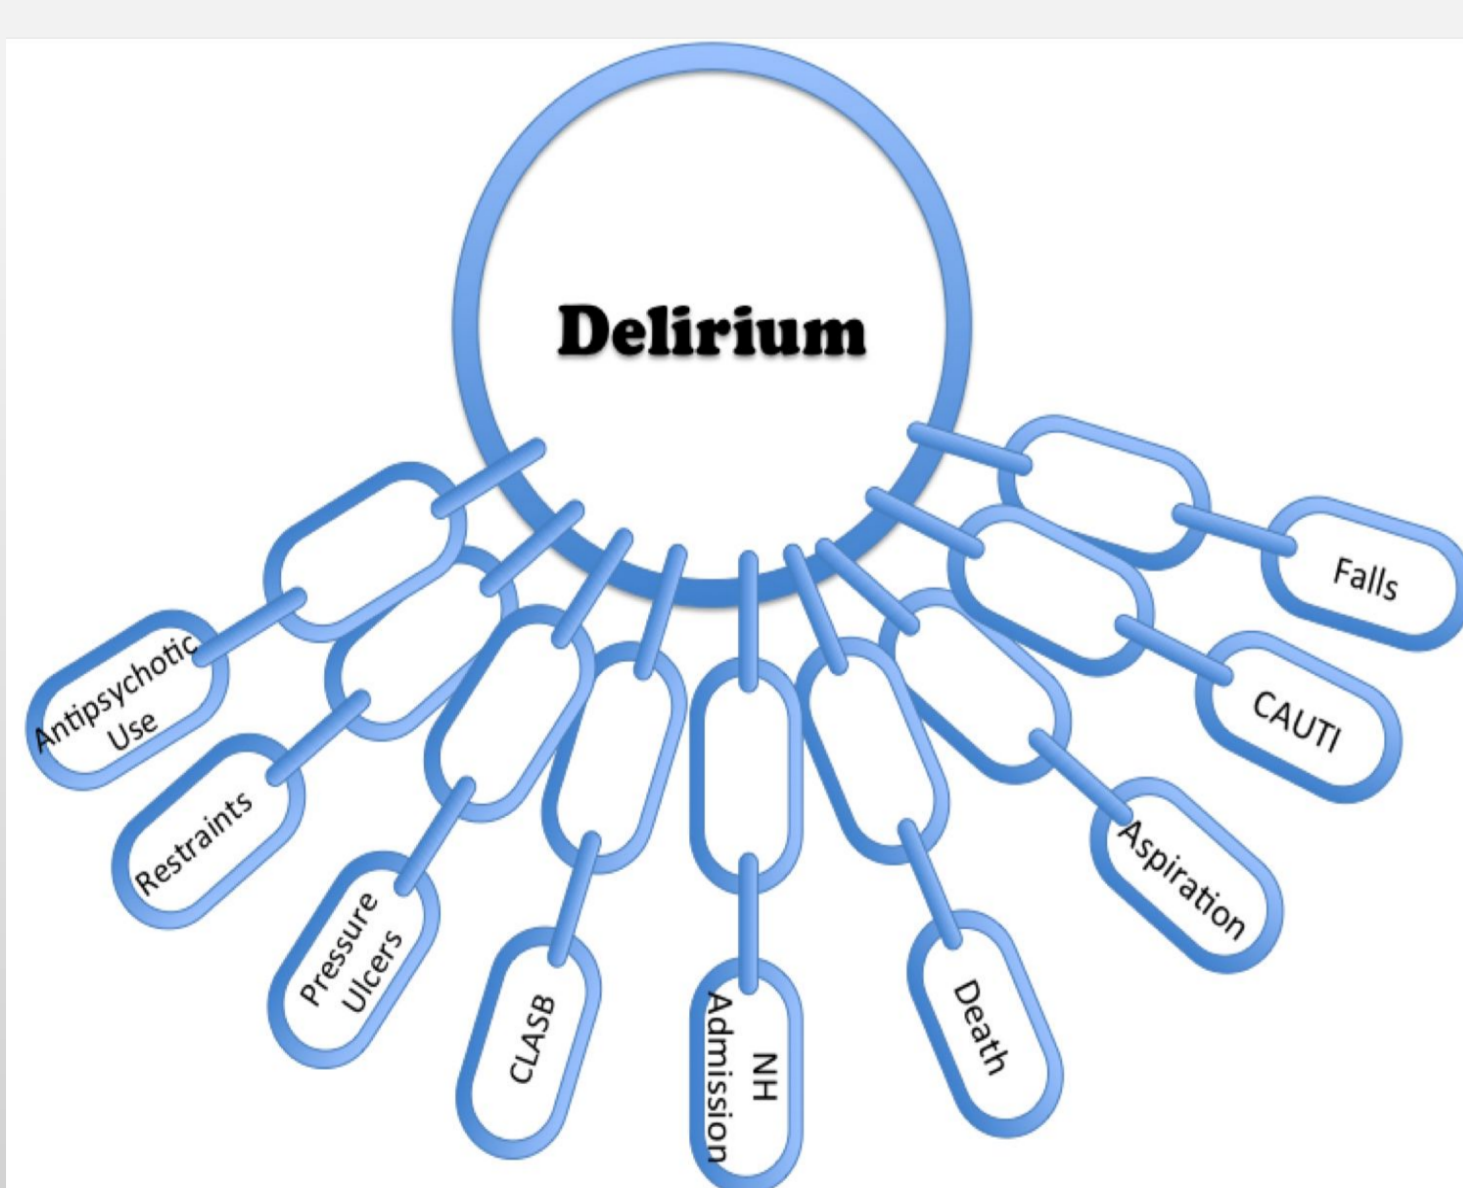 Delirium
Antipsychotic
Use
Restraints
Pressure
Ulcers
CLASB
NH
Admission
Death
Aspiration
CAUTI
Falls